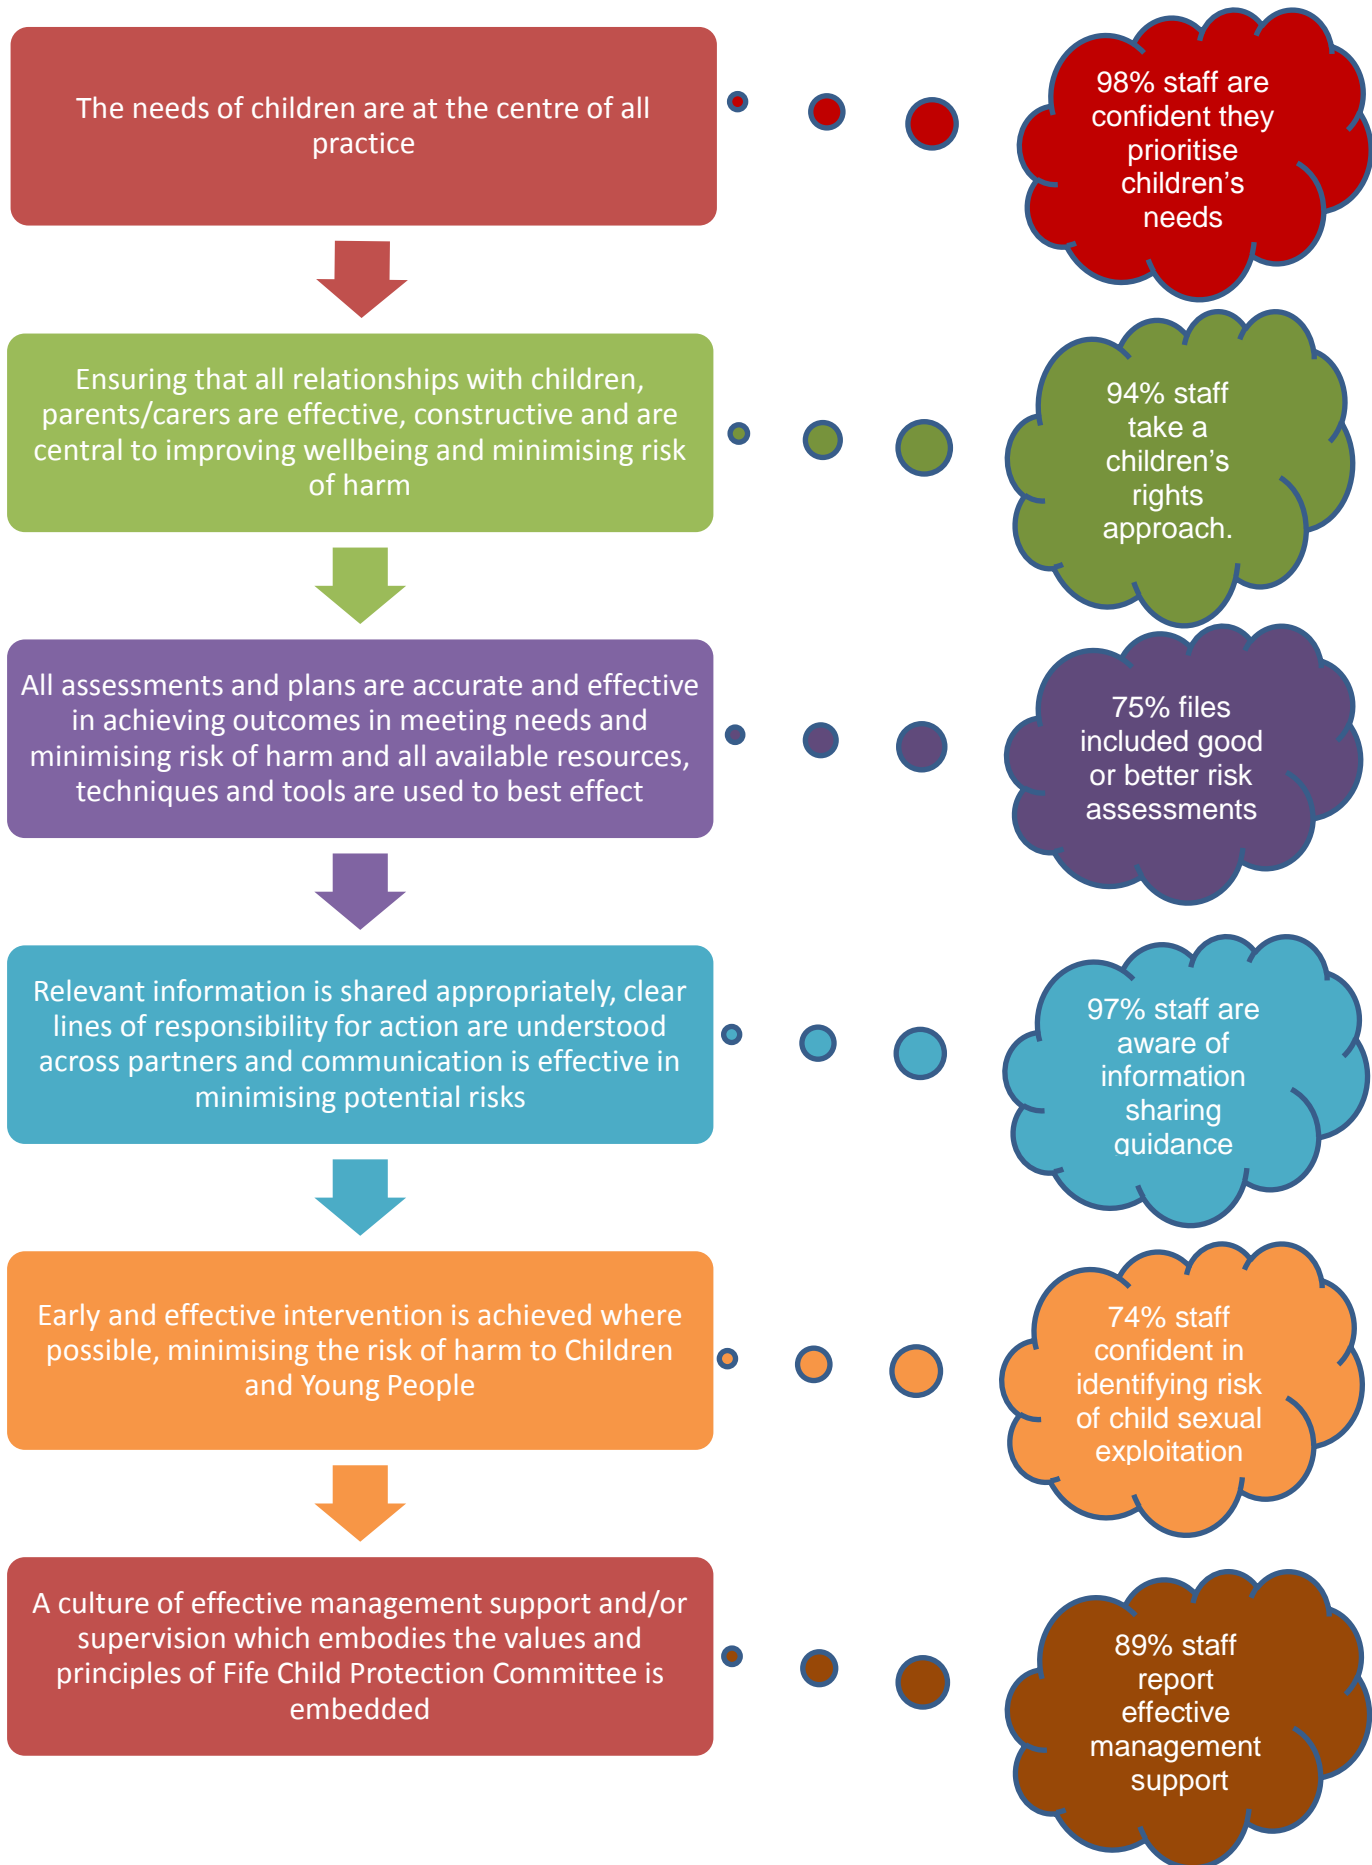 The needs of children are at the centre of all
practice
98% staff are
confident they
prioritise
children’s
needs
Ensuring that all relationships with children,
parents/carers are effective, constructive and are
central to improving wellbeing and minimising risk
of harm
94% staff
take a
children’s
rights
approach.
All assessments and plans are accurate and effective
in achieving outcomes in meeting needs and
minimising risk of harm and all available resources,
techniques and tools are used to best effect
75% files
included good
or better risk
assessments
Relevant information is shared appropriately, clear
lines of responsibility for action are understood
across partners and communication is effective in
minimising potential risks
97% staff are
aware of
information
sharing
guidance
Early and effective intervention is achieved where
possible, minimising the risk of harm to Children
and Young People
74% staff
confident in
identifying risk
of child sexual
exploitation
A culture of effective management support and/or
supervision which embodies the values and
principles of Fife Child Protection Committee is
embedded
89% staff
report
effective
management
support